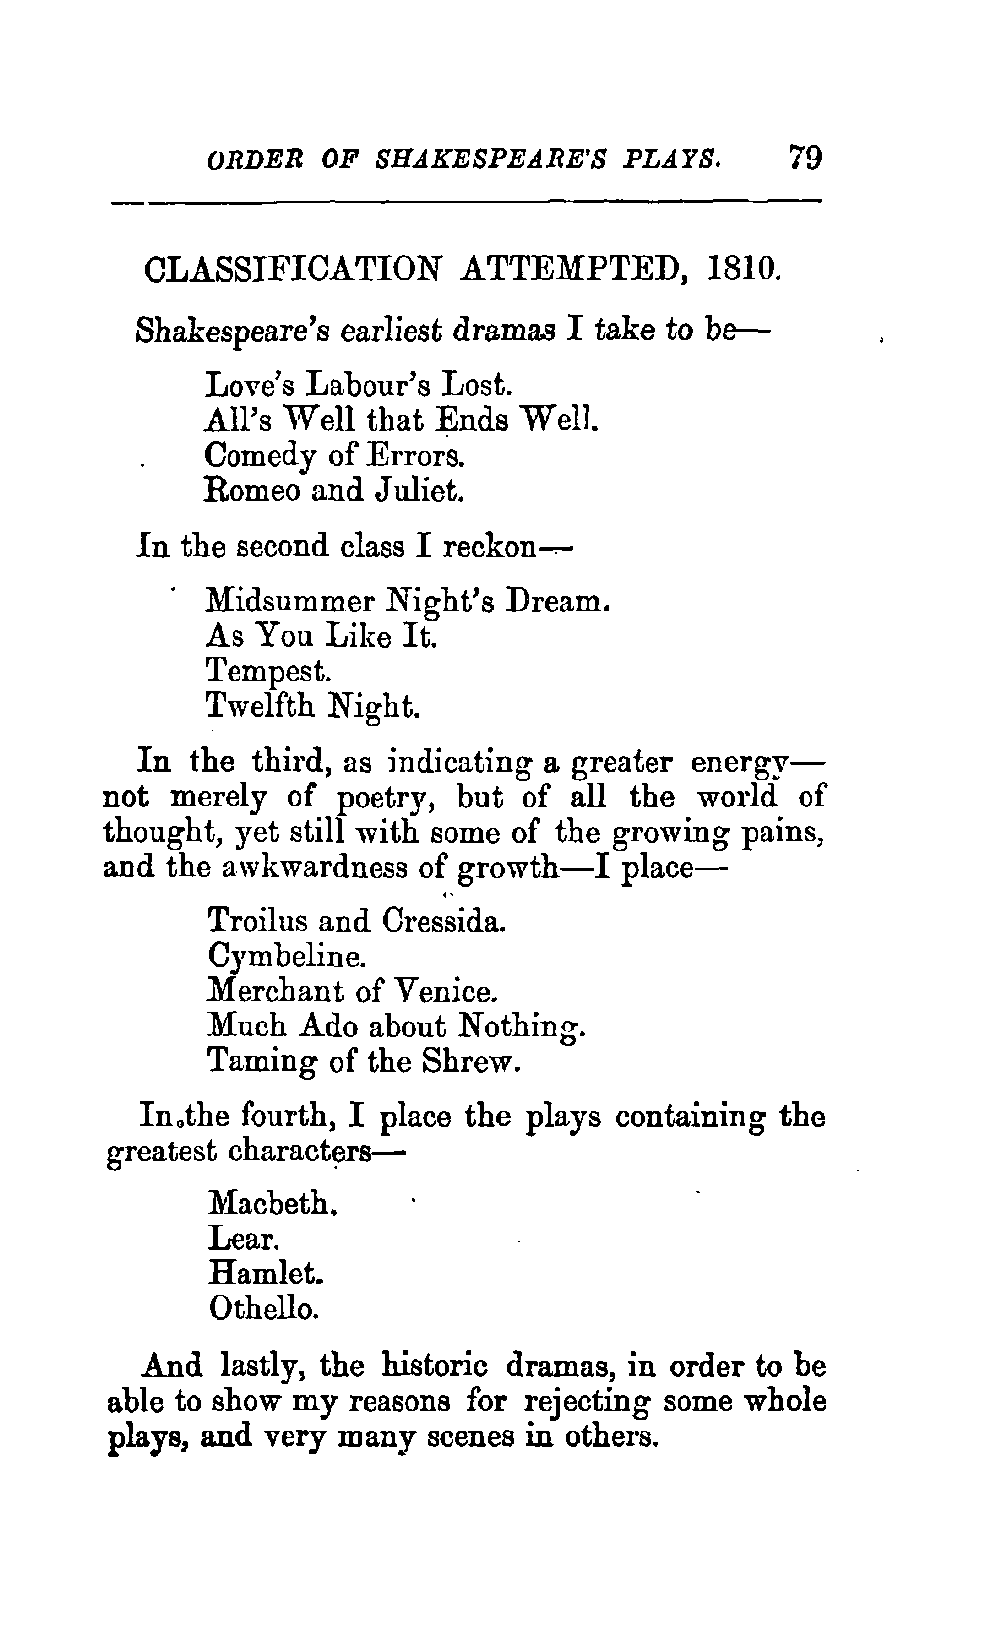 ORDER OF SHAKESPEARE'S PLAYS. 79
CLASSIFICATION ATTEMPTED, 1810.
Shakespeare's earliest dramas I take to be—
Love's Labour's Lost.
All's Well that Ends Well.
Comedy of Errors.
Romeo and Juliet.
In the second class I reckon—
Midsummer Night's Dream.
As You Like It.
Tempest.
Twelfth Night.
In the third, as indicating a greater energy—
not merely of poetry, but of all the world of
thought, yet still with some of the growing pains,
and the awkwardness of growth—I place—
Troilus and Cressida.
Cymbeline.
Merchant of Venice.
Much Ado about Nothing.
Taming of the Shrew.
In the fourth, I place the plays containing the
greatest characters—
Macbeth.
Lear.
Hamlet.
Othello.
And lastly, the historic dramas, in order to be
able to show my reasons for rejecting some whole
plays, and very many scenes in others.